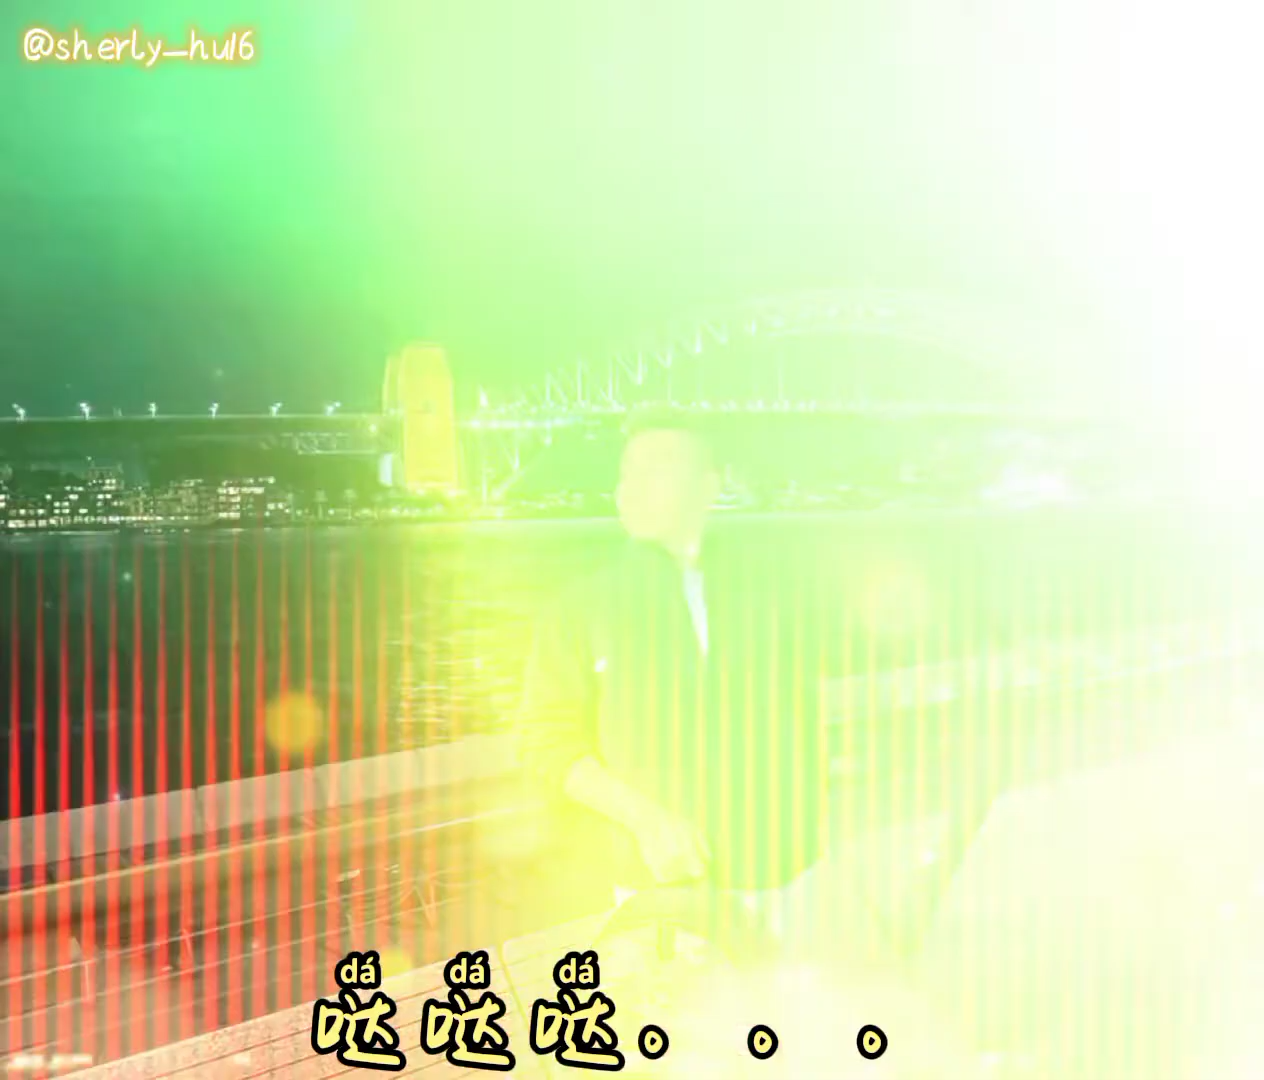 @sherly_hu16
dá dá dá
哒哒哒。。。